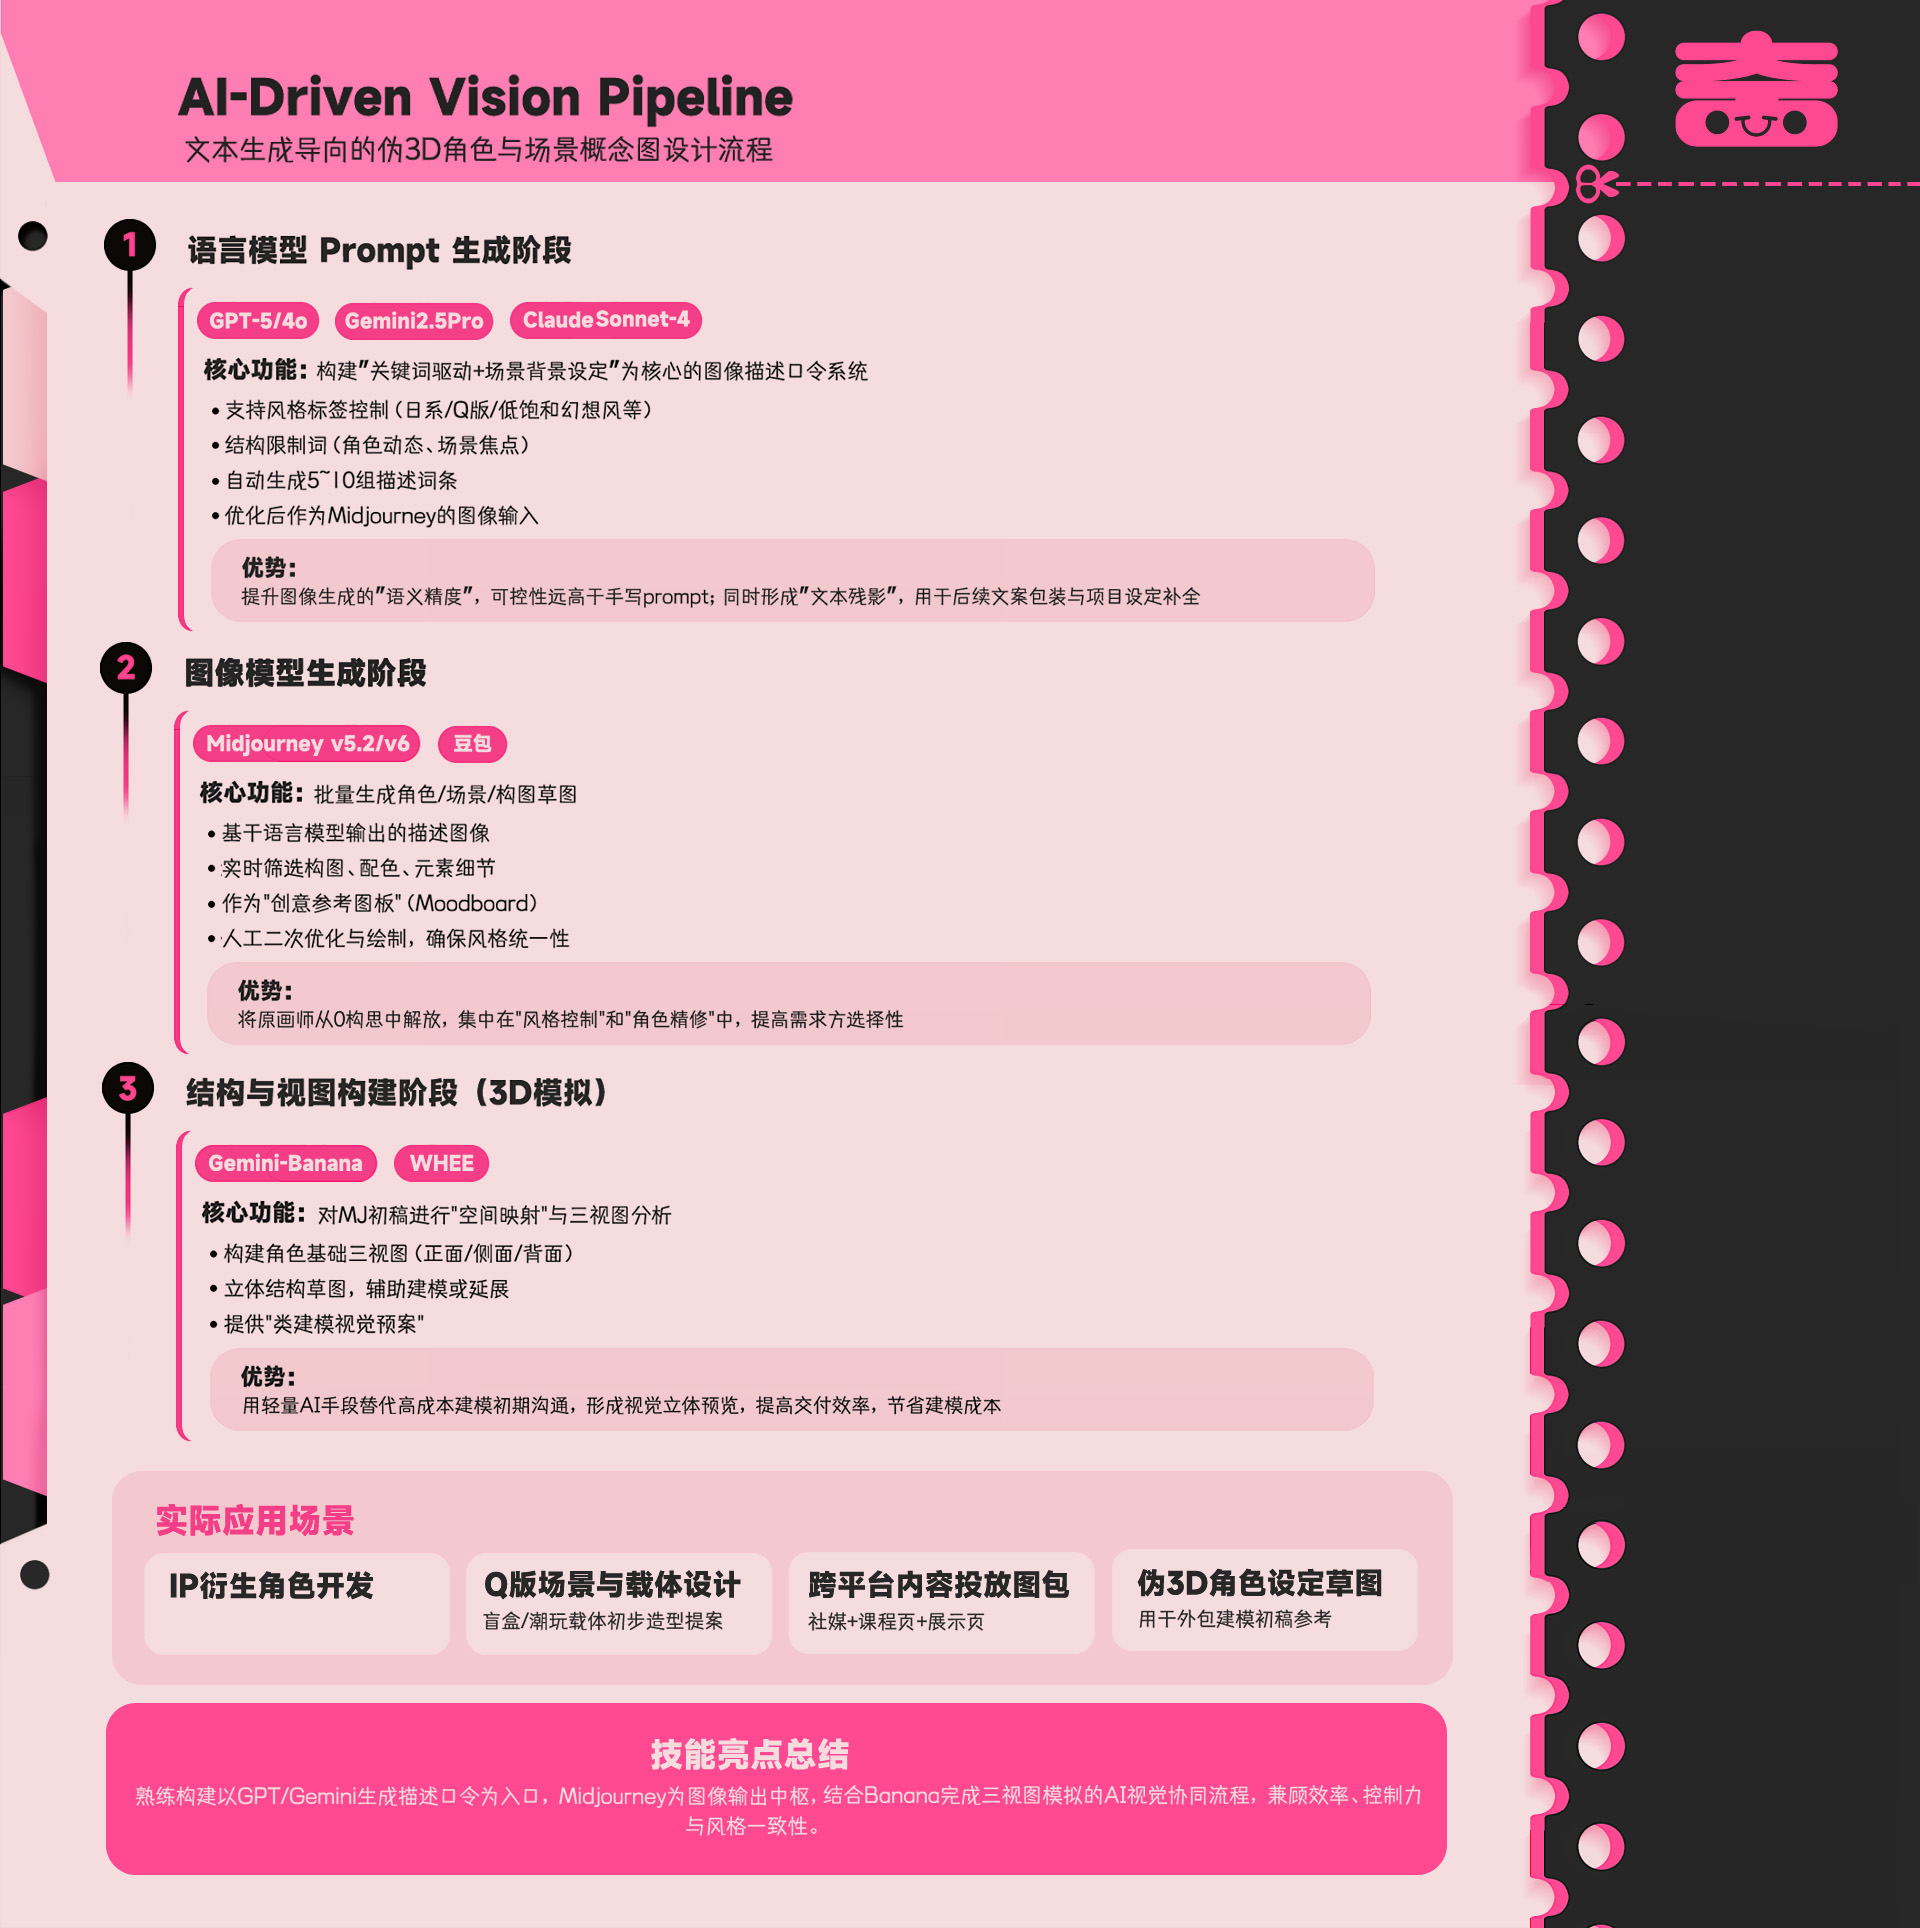 AI-Driven Vision Pipeline
文本生成导向的伪3D角色与场景概念图设计流程
1
语言模型 Prompt 生成阶段
GPT-5/4o
Gemini2.5Pro
ClaudeSonnet-4
核心功能：构建"关键词驱动+场景背景设定"为核心的图像描述口令系统
• 支持风格标签控制（日系/Q版/低饱和幻想风等）
• 结构限制词（角色动态、场景焦点）
• 自动生成5~10组描述词条
• 优化后作为Midjourney的图像输入
优势：
提升图像生成的"语义精度"，可控性远高于手写prompt；同时形成"文本残影"，用于后续文案包装与项目设定补全
2
图像模型生成阶段
Midjourney v5.2/v6
豆包
核心功能：批量生成角色/场景/构图草图
• 基于语言模型输出的描述图像
• 实时筛选构图、配色、元素细节
• 作为"创意参考图板"（Moodboard）
• 人工二次优化与绘制，确保风格统一性
优势：
将原画师从0构思中解放，集中在"风格控制"和"角色精修"中，提高需求方选择性
3
结构与视图构建阶段（3D模拟）
Gemini-Banana
WHEE
核心功能：对MJ初稿进行"空间映射"与三视图分析
• 构建角色基础三视图（正面/侧面/背面）
• 立体结构草图，辅助建模或延展
• 提供"类建模视觉预案"
优势：
用轻量AI手段替代高成本建模初期沟通，形成视觉立体预览，提高交付效率，节省建模成本
实际应用场景
IP衍生角色开发
Q版场景与载体设计
盲盒/潮玩载体初步造型提案
跨平台内容投放图包
社媒+课程页+展示页
伪3D角色设定草图
用于外包建模初稿参考
技能亮点总结
熟练构建以GPT/Gemini生成描述口令为入口，Midjourney为图像输出中枢，结合Banana完成三视图模拟的AI视觉协同流程，兼顾效率、控制力
与风格一致性。